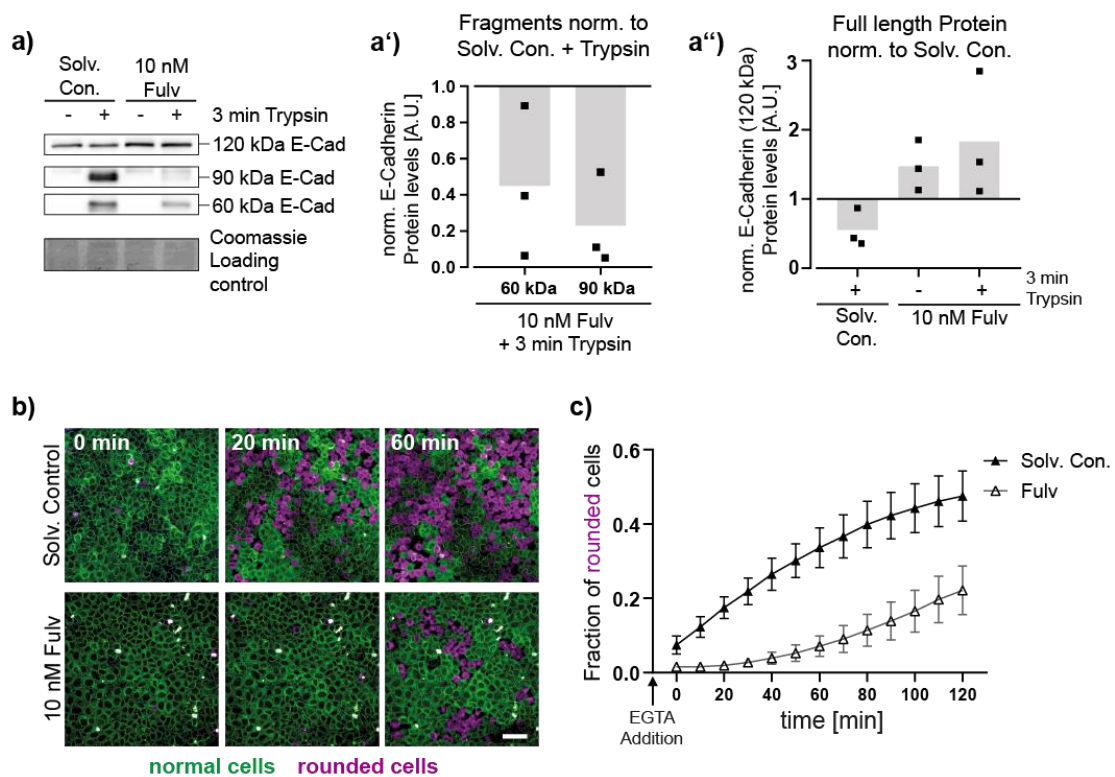 a)
Solv.
Con.
10 nM
Fulv
- + - + 3 min Trypsin
120 kDa E-Cad
90 kDa E-Cad
60 kDa E-Cad
Coomassie
Loading
control
a‘)
Fragments norm. to
Solv. Con. + Trypsin
norm. E-Cadherin
Protein levels [A.U.]
1.0
0.8
0.6
0.4
0.2
0.0
60 kDa 90 kDa
10 nM Fulv
+ 3 min Trypsin
a“)
Full length Protein
norm. to Solv. Con.
norm. E-Cadherin (120 kDa)
Protein levels [A.U.]
3
2
1
0
+ - + 3 min
Trypsin
Solv.
Con.
10 nM Fulv
b)
0 min 20 min 60 min
Solv. Control
10 nM Fulv
normal cells rounded cells
c)
Fraction of rounded cells
0.6
0.4
0.2
0.0
Solv. Con.
Fulv
0 20 40 60 80 100 120
time [min]
EGTA
Addition